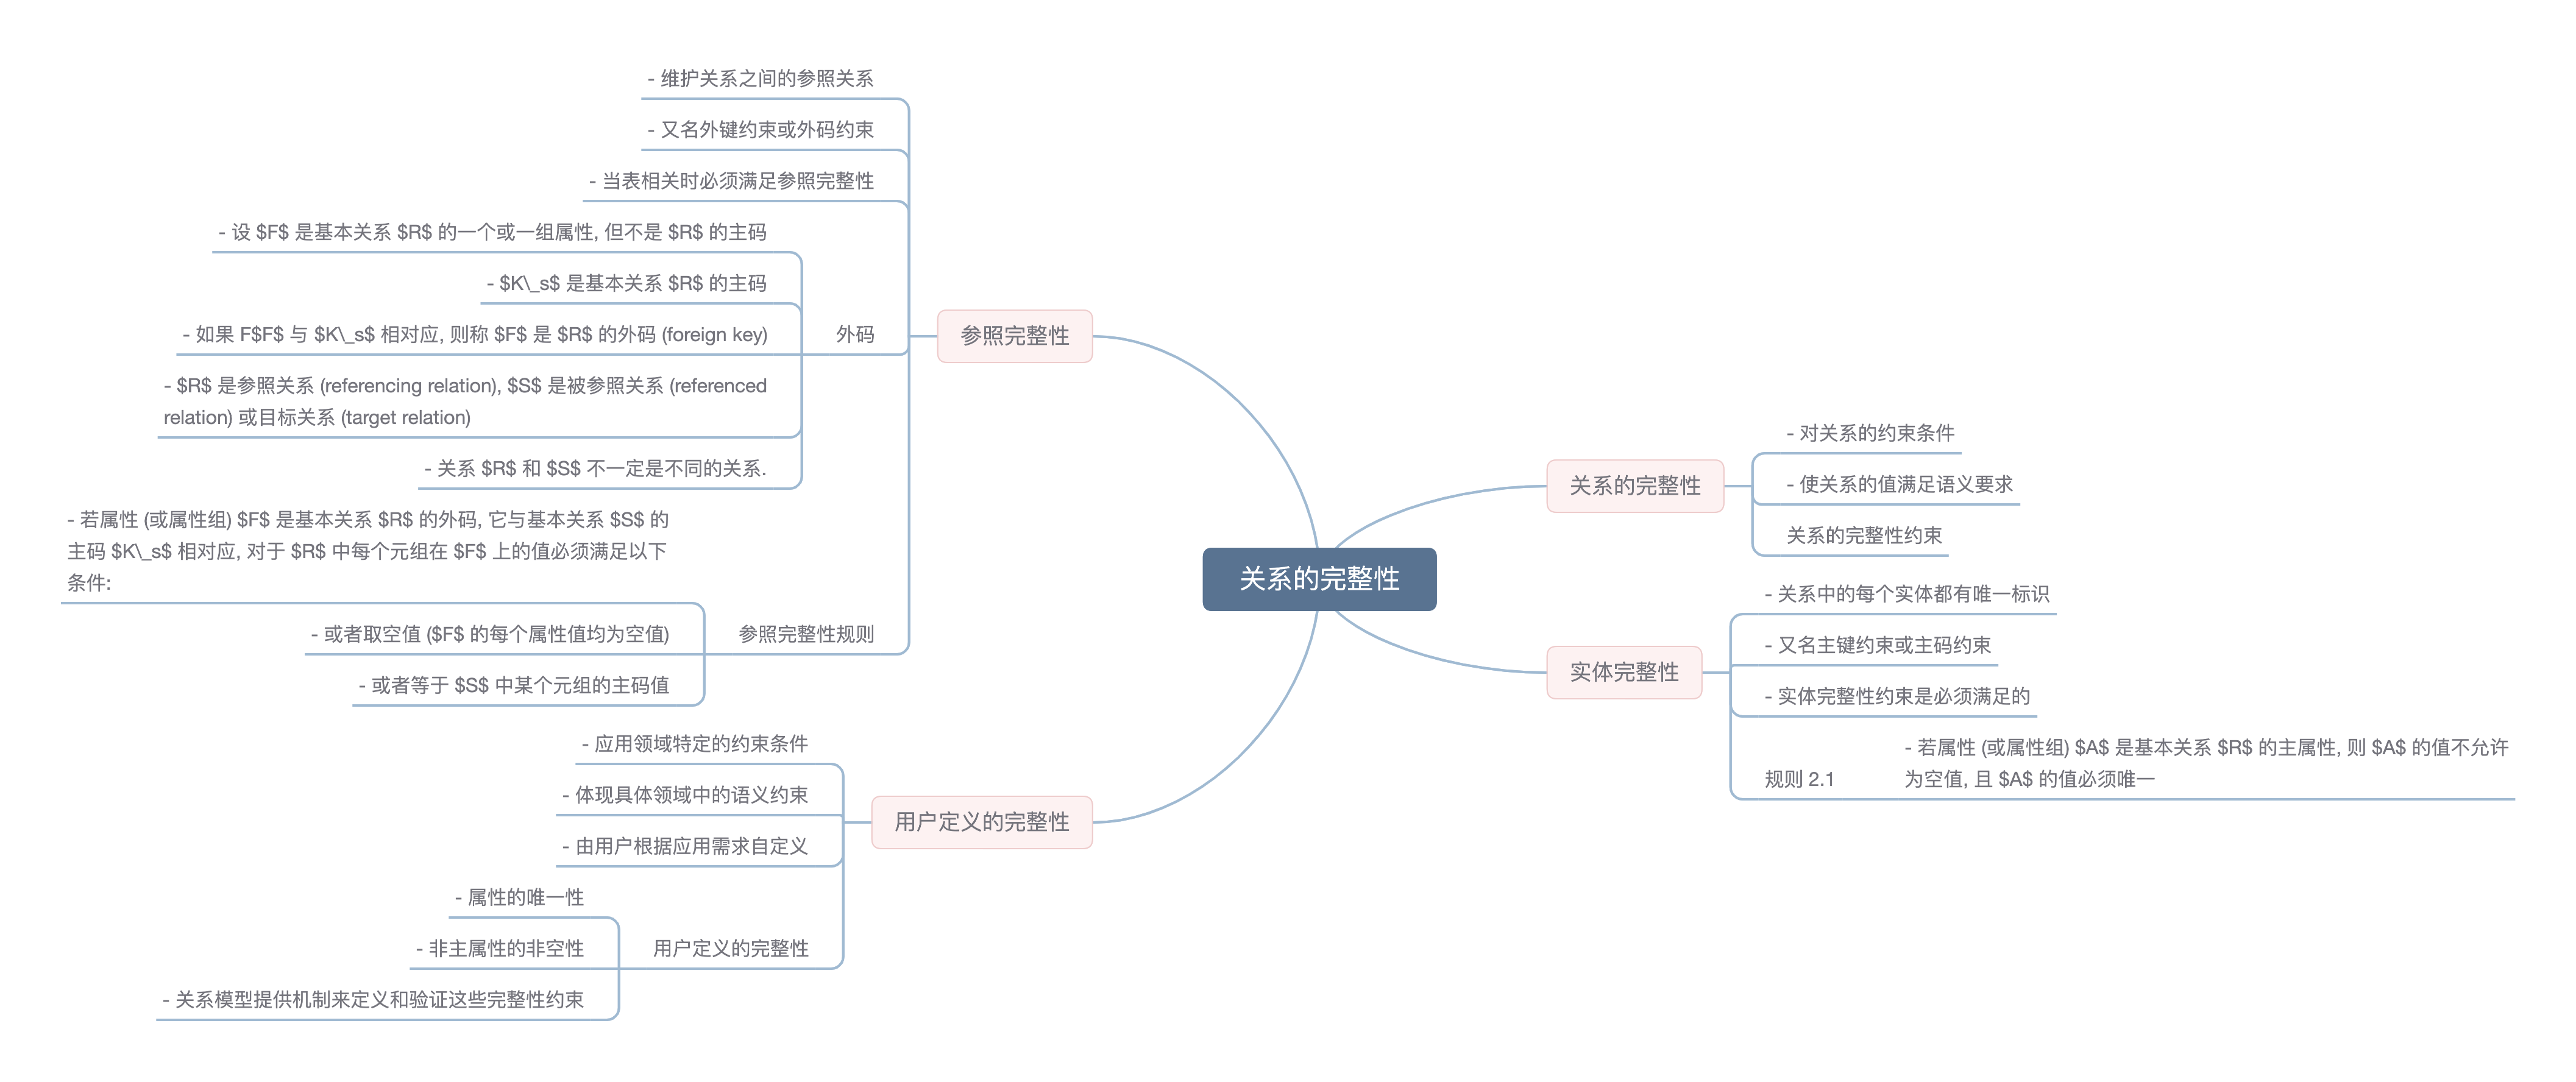 关系的完整性
关系的完整性
- 对关系的约束条件
- 使关系的值满足语义要求
关系的完整性约束
实体完整性
- 关系中的每个实体都有唯一标识
- 又名主键约束或主码约束
- 实体完整性约束是必须满足的
规则 2.1
- 若属性 (或属性组) $A$ 是基本关系 $R$ 的主属性, 则 $A$ 的值不允许
为空值, 且 $A$ 的值必须唯一
参照完整性
- 维护关系之间的参照关系
- 又名外键约束或外码约束
- 当表相关时必须满足参照完整性
外码
- 设 $F$ 是基本关系 $R$ 的一个或一组属性, 但不是 $R$ 的主码
- $K\_s$ 是基本关系 $R$ 的主码
- 如果 F$F$ 与 $K\_s$ 相对应, 则称 $F$ 是 $R$ 的外码 (foreign key)
- $R$ 是参照关系 (referencing relation), $S$ 是被参照关系 (referenced
relation) 或目标关系 (target relation)
- 关系 $R$ 和 $S$ 不一定是不同的关系.
参照完整性规则
- 若属性 (或属性组) $F$ 是基本关系 $R$ 的外码, 它与基本关系 $S$ 的
主码 $K\_s$ 相对应, 对于 $R$ 中每个元组在 $F$ 上的值必须满足以下
条件:
- 或者取空值 ($F$ 的每个属性值均为空值)
- 或者等于 $S$ 中某个元组的主码值
用户定义的完整性
- 应用领域特定的约束条件
- 体现具体领域中的语义约束
- 由用户根据应用需求自定义
用户定义的完整性
- 属性的唯一性
- 非主属性的非空性
- 关系模型提供机制来定义和验证这些完整性约束